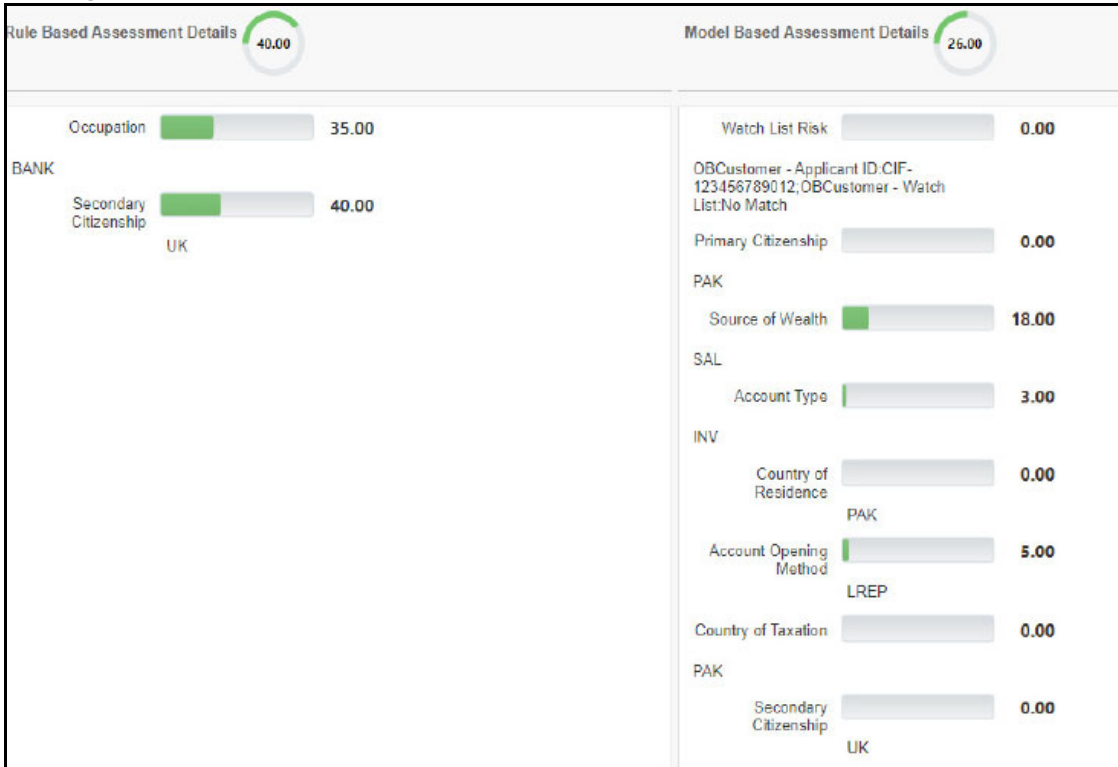 Rule Based Assessment Details 40.00
Occupation 35.00
BANK
Secondary
Citizenship 40.00
UK
Model Based Assessment Details 26.00
Watch List Risk 0.00
OBCustomer - Applicant ID:CIF-
123456789012;OBCustomer - Watch
List:No Match
Primary Citizenship 0.00
PAK
Source of Wealth 18.00
SAL
Account Type 3.00
INV
Country of
Residence 0.00
PAK
Account Opening
Method 5.00
LREP
Country of Taxation 0.00
PAK
Secondary
Citizenship 0.00
UK